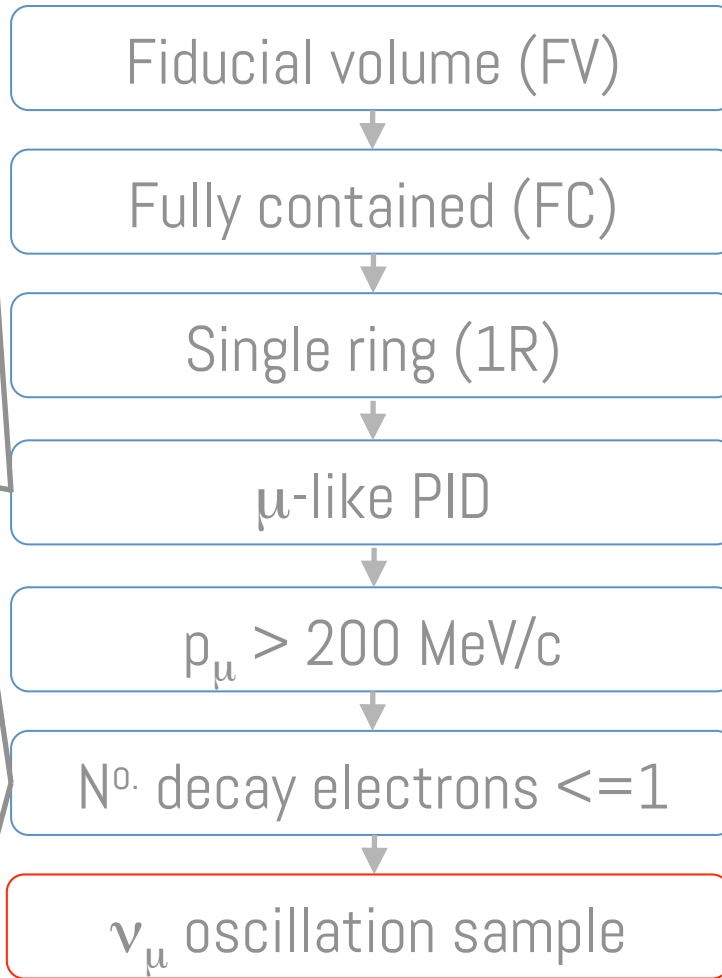 Fiducial volume (FV)
Fully contained (FC)
Single ring (1R)
μ-like PID
pμ > 200 MeV/c
Nº. decay electrons <=1
νμ oscillation sample